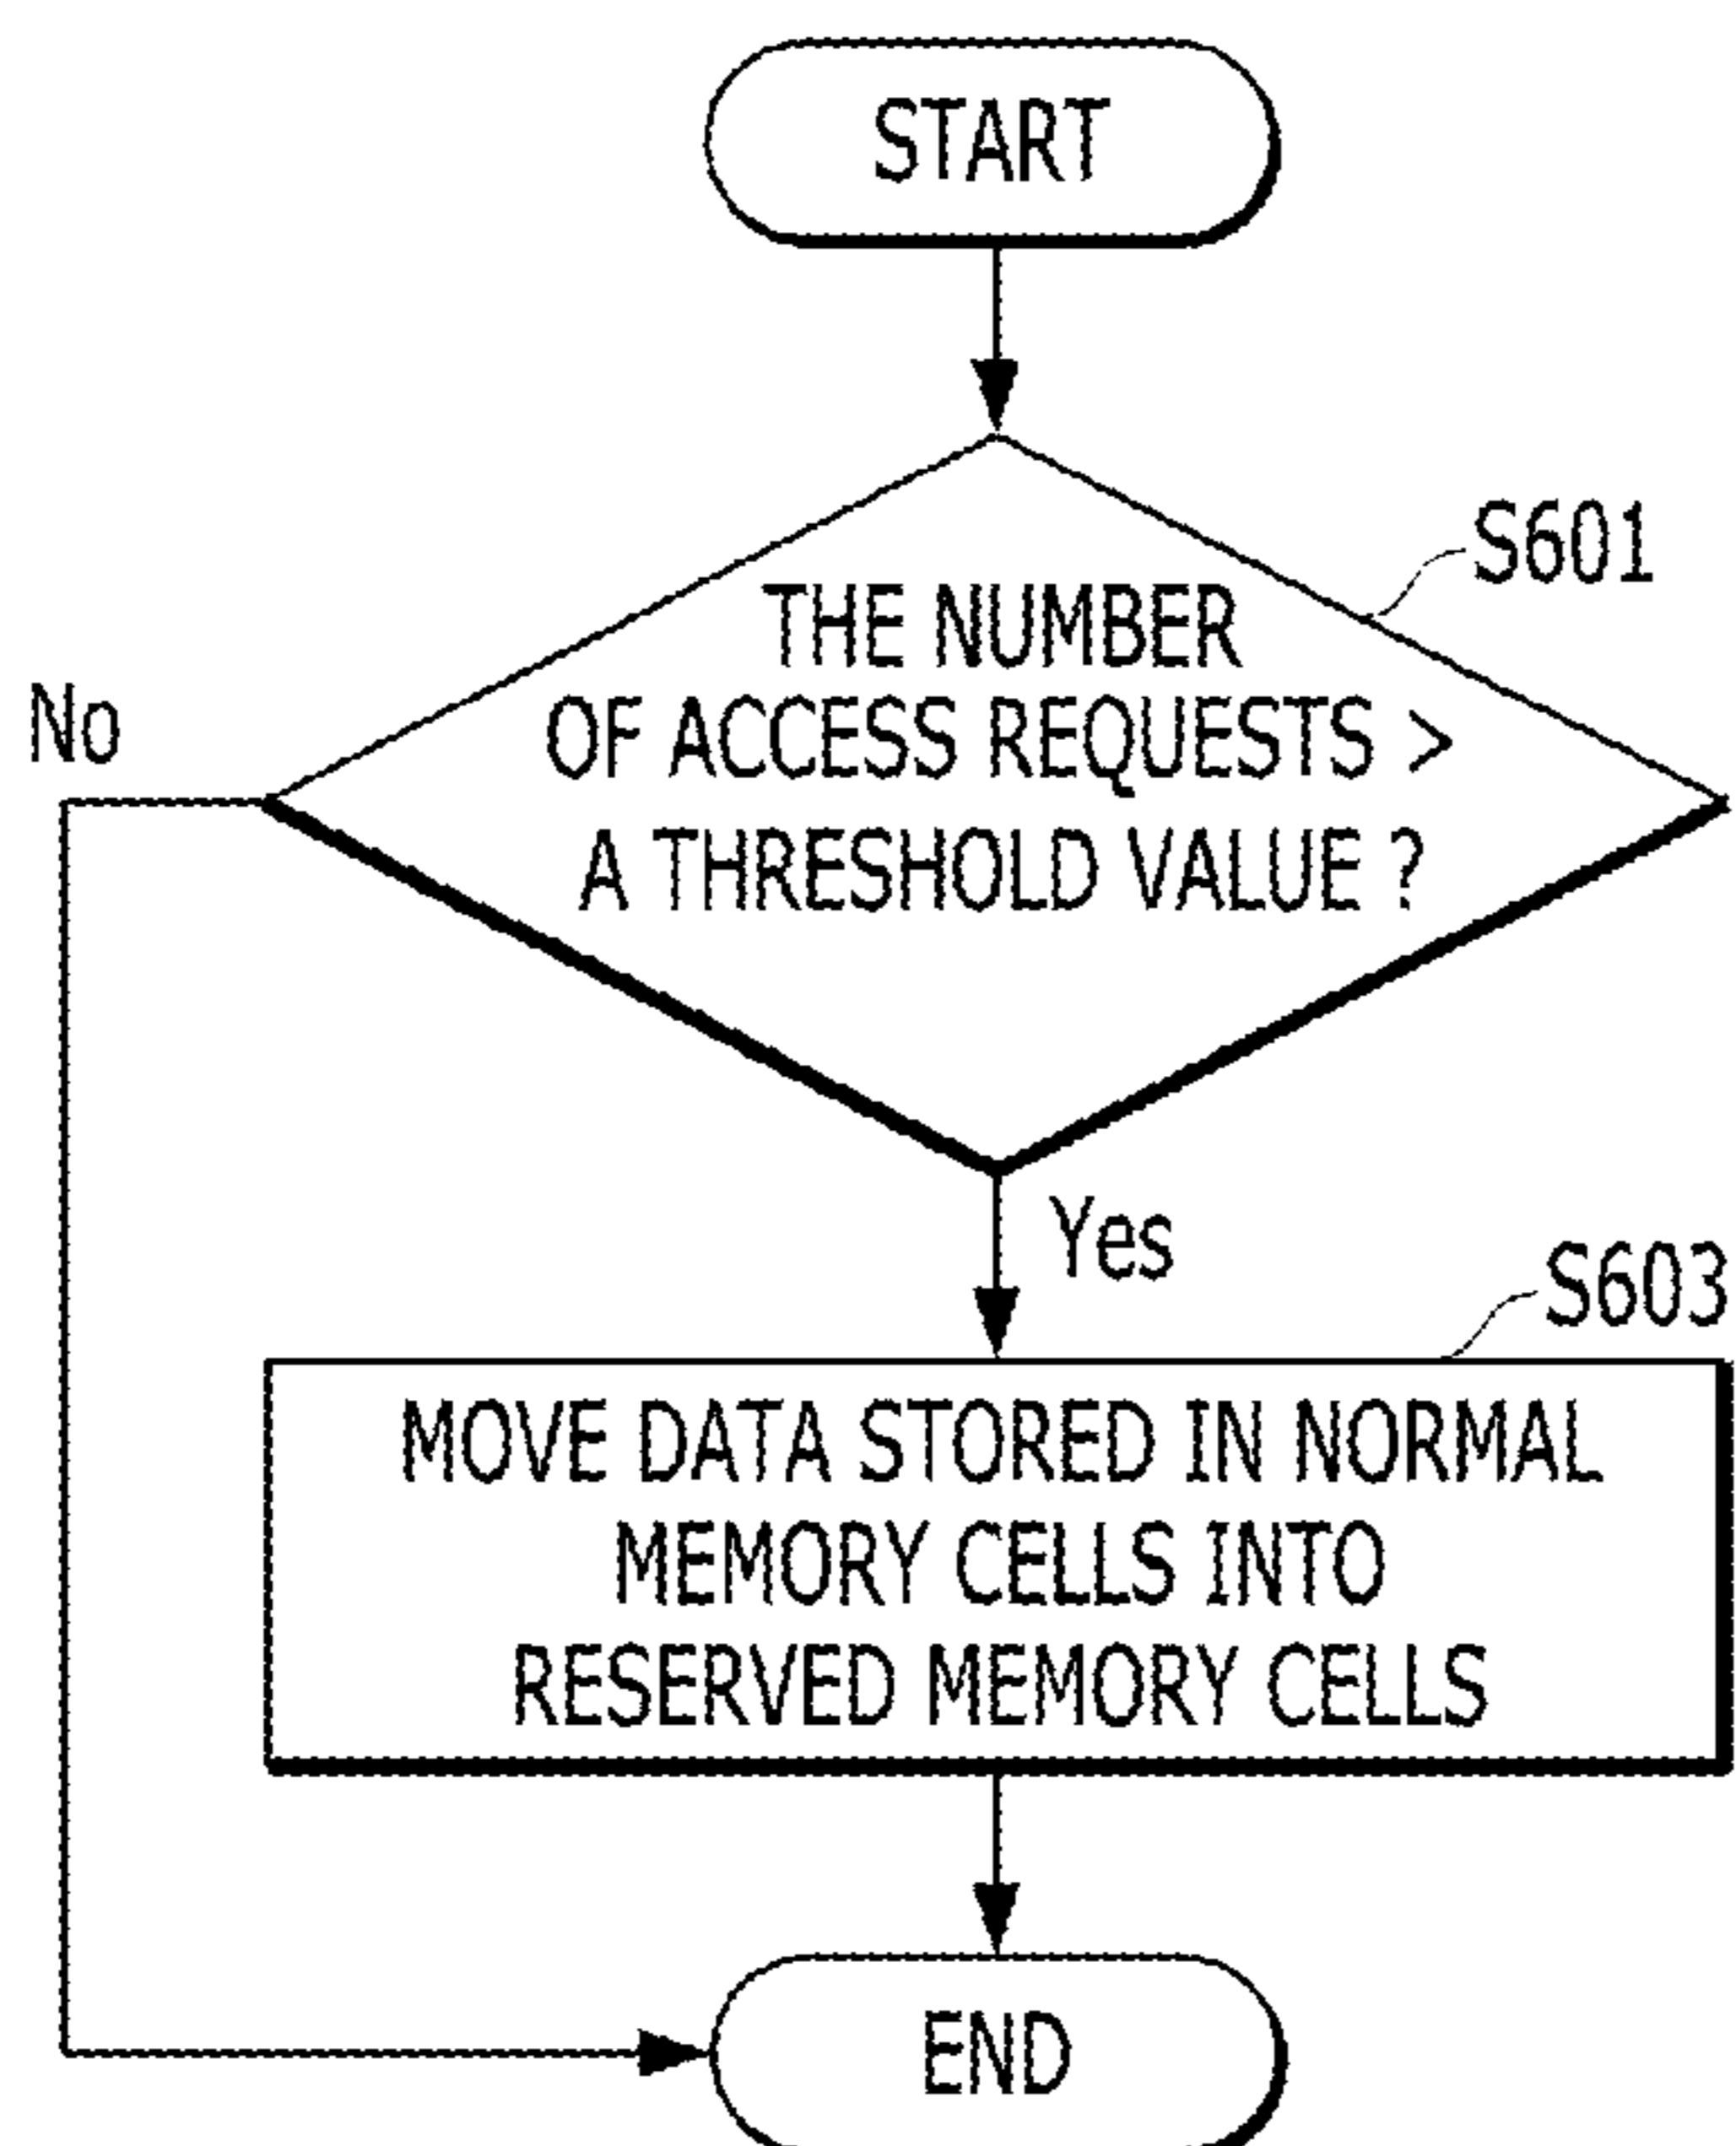 START
S601
THE NUMBER
OF ACCESS REQUESTS >
A THRESHOLD VALUE ?
No
Yes
S603
MOVE DATA STORED IN NORMAL
MEMORY CELLS INTO
RESERVED MEMORY CELLS
END